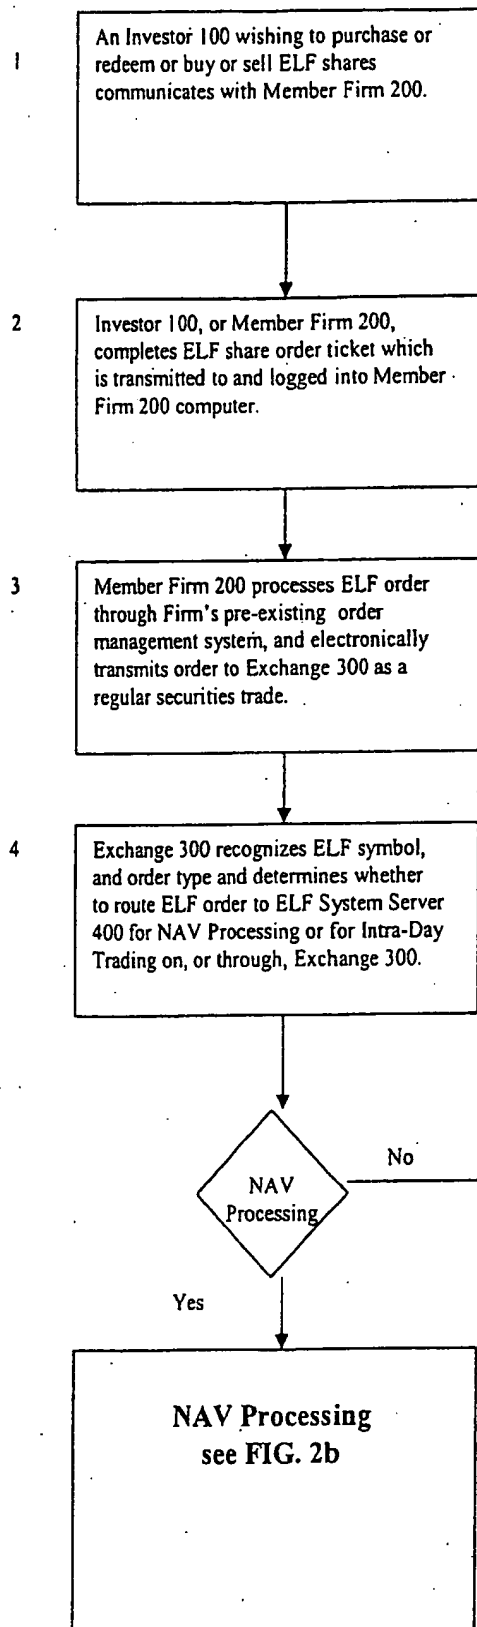 1
An Investor 100 wishing to purchase or
redeem or buy or sell ELF shares
communicates with Member Firm 200.
2
Investor 100, or Member Firm 200,
completes ELF share order ticket which
is transmitted to and logged into Member
Firm 200 computer.
3
Member Firm 200 processes ELF order
through Firm's pre-existing order
management system, and electronically
transmits order to Exchange 300 as a
regular securities trade.
4
Exchange 300 recognizes ELF symbol,
and order type and determines whether
to route ELF order to ELF System Server
400 for NAV Processing or for Intra-Day
Trading on, or through, Exchange 300.
No
NAV
Processing
Yes
NAV Processing
see FIG. 2b